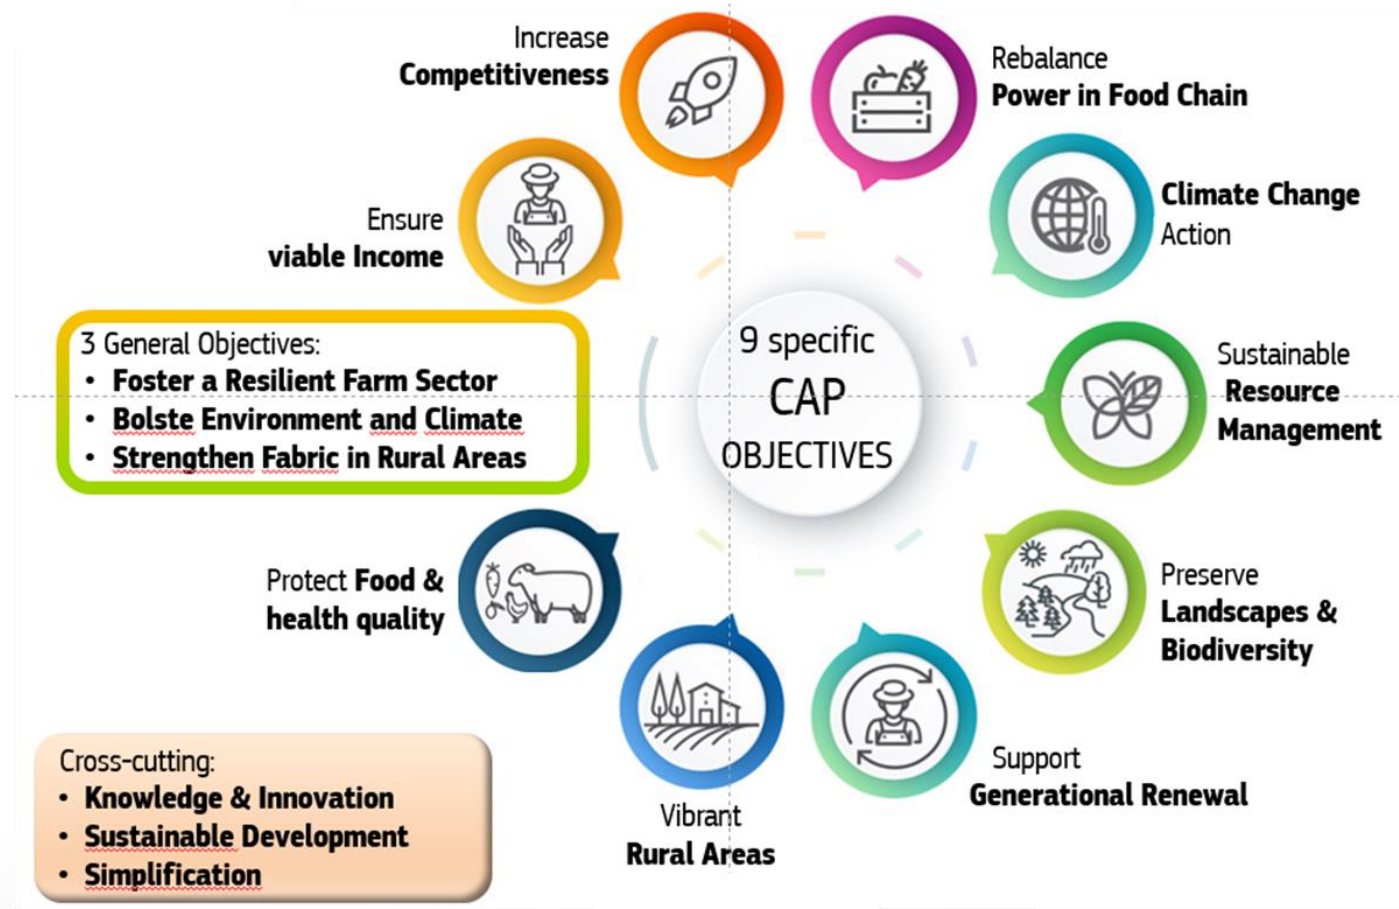 Increase
Competitiveness
Rebalance
Power in Food Chain
Ensure
viable Income
Climate Change
Action
3 General Objectives:
• Foster a Resilient Farm Sector
• Bolste Environment and Climate
• Strengthen Fabric in Rural Areas
9 specific
CAP
OBJECTIVES
Sustainable
Resource
Management
Protect Food &
health quality
Preserve
Landscapes &
Biodiversity
Support
Generational Renewal
Vibrant
Rural Areas
Cross-cutting:
• Knowledge & Innovation
• Sustainable Development
• Simplification